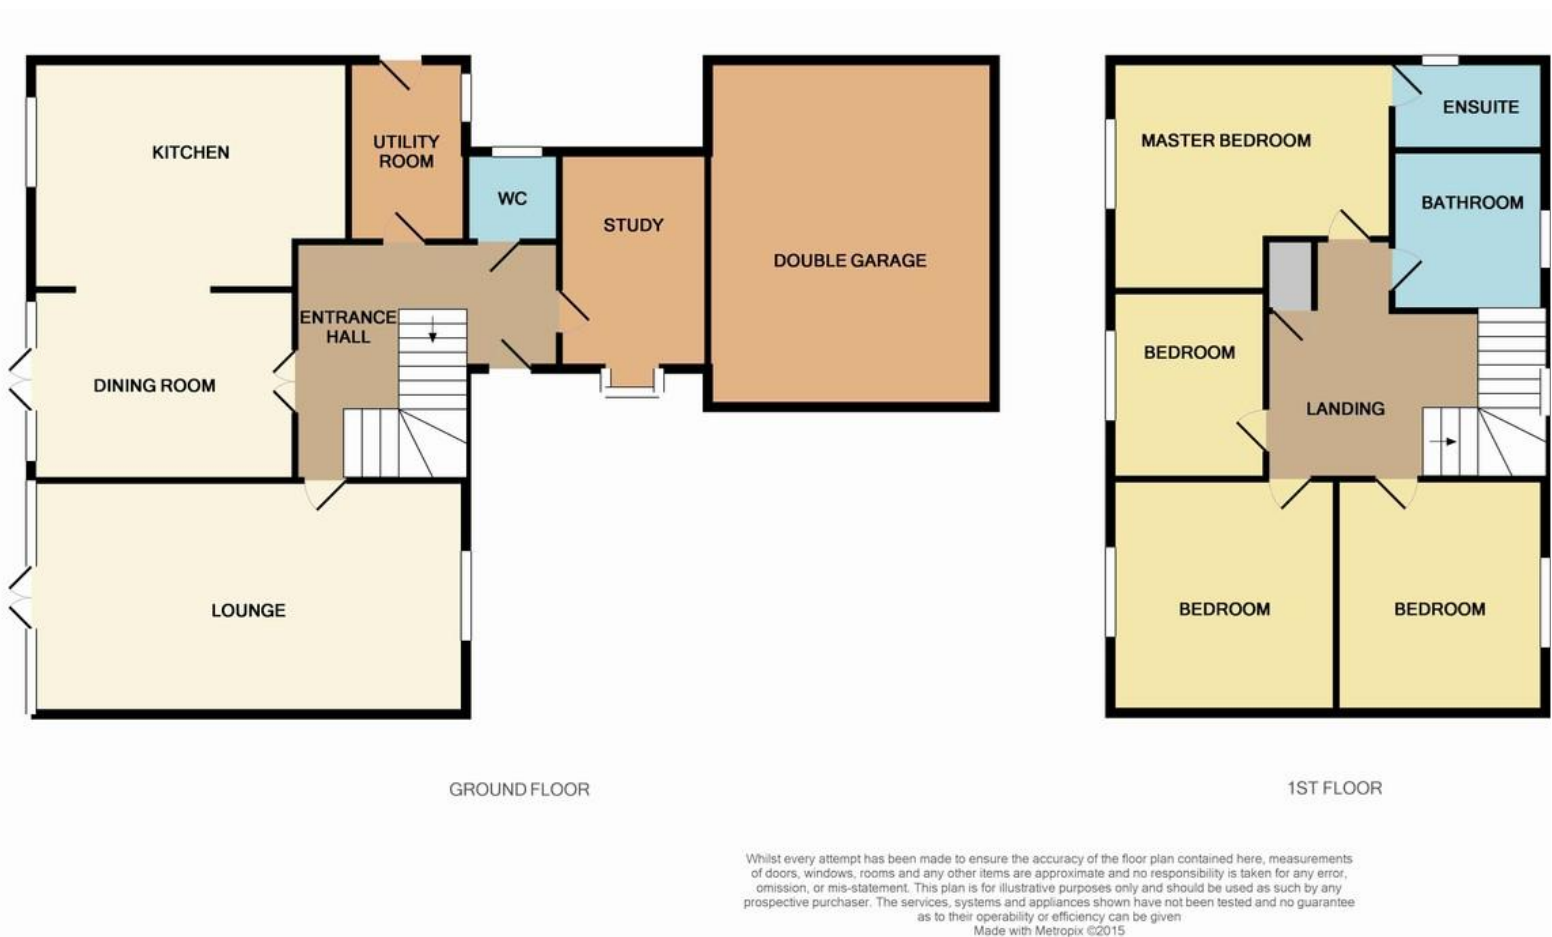 KITCHEN
UTILITY
ROOM
WC
STUDY
DOUBLE GARAGE
ENTRANCE
HALL
DINING ROOM
LOUNGE
GROUND FLOOR
MASTER BEDROOM
ENSUITE
BATHROOM
BEDROOM
LANDING
BEDROOM
BEDROOM
1ST FLOOR
Whilst every attempt has been made to ensure the accuracy of the floor plan contained here, measurements
of doors, windows, rooms and any other items are approximate and no responsibility is taken for any error,
omission, or mis-statement. This plan is for illustrative purposes only and should be used as such by any
prospective purchaser. The services, systems and appliances shown have not been tested and no guarantee
as to their operability or efficiency can be given
Made with Metropix ©2015